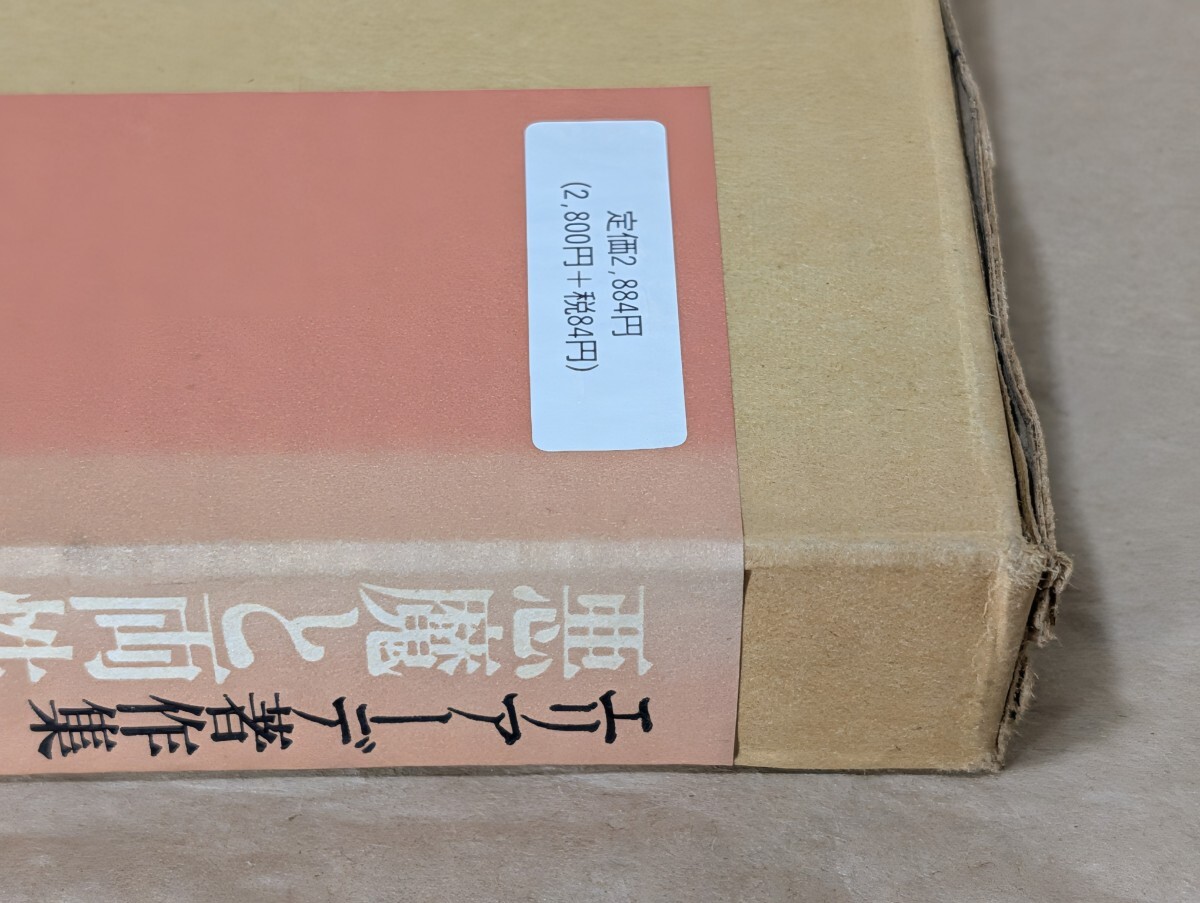 定価2,884円
(2,800円+税84円)
悪魔と両性
エリアーデ著作集